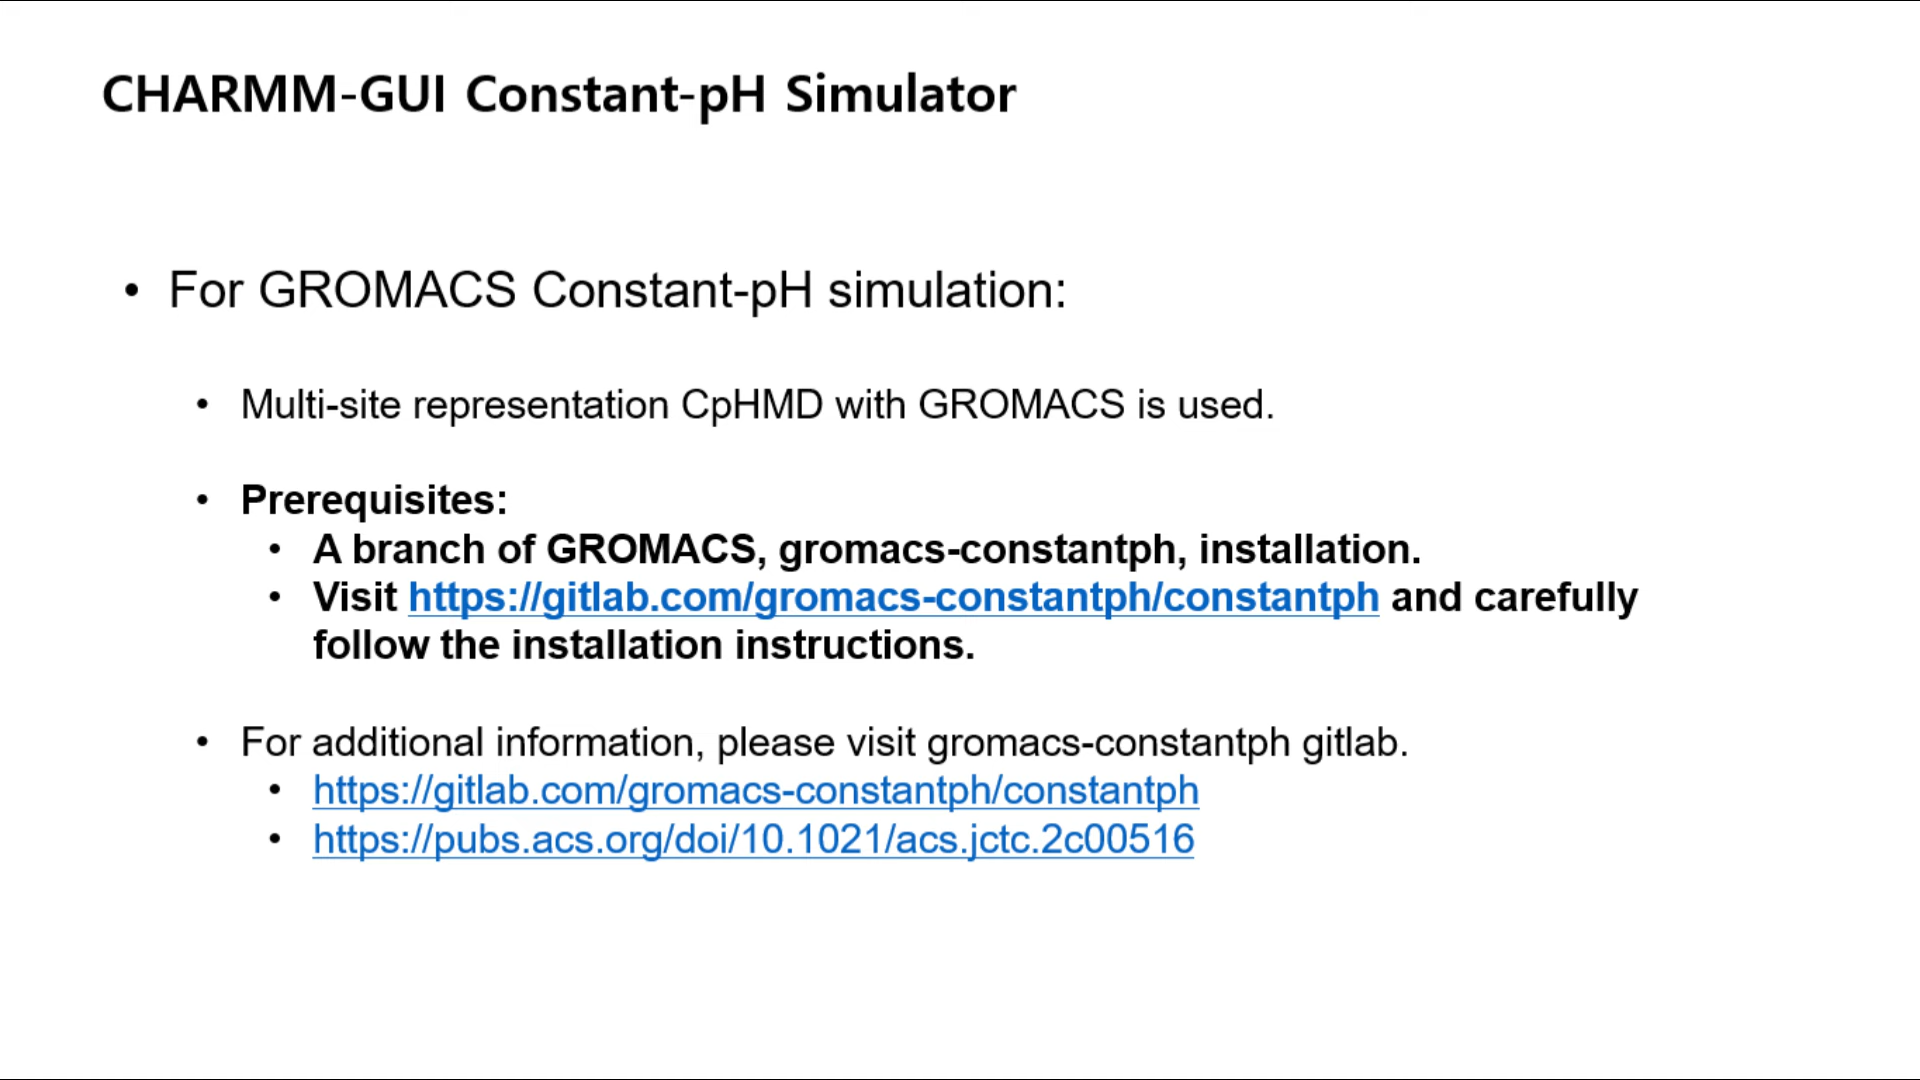 CHARMM-GUI Constant-pH Simulator
• For GROMACS Constant-pH simulation:
• Multi-site representation CpHMD with GROMACS is used.
• Prerequisites:
• A branch of GROMACS, gromacs-constantph, installation.
• Visit https://gitlab.com/gromacs-constantph/constantph and carefully
follow the installation instructions.
• For additional information, please visit gromacs-constantph gitlab.
• https://gitlab.com/gromacs-constantph/constantph
• https://pubs.acs.org/doi/10.1021/acs.jctc.2c00516